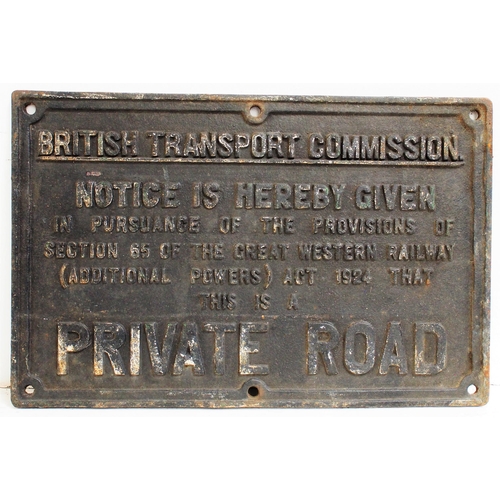 BRITISH TRANSPORT COMMISSION.
NOTICE IS HEREBY GIVEN
IN PURSUANCE OF THE PROVISIONS OF
SECTION 65 OF THE GREAT WESTERN RAILWAY
(ADDITIONAL POWERS) ACT 1924 THAT
THIS IS A
PRIVATE ROAD